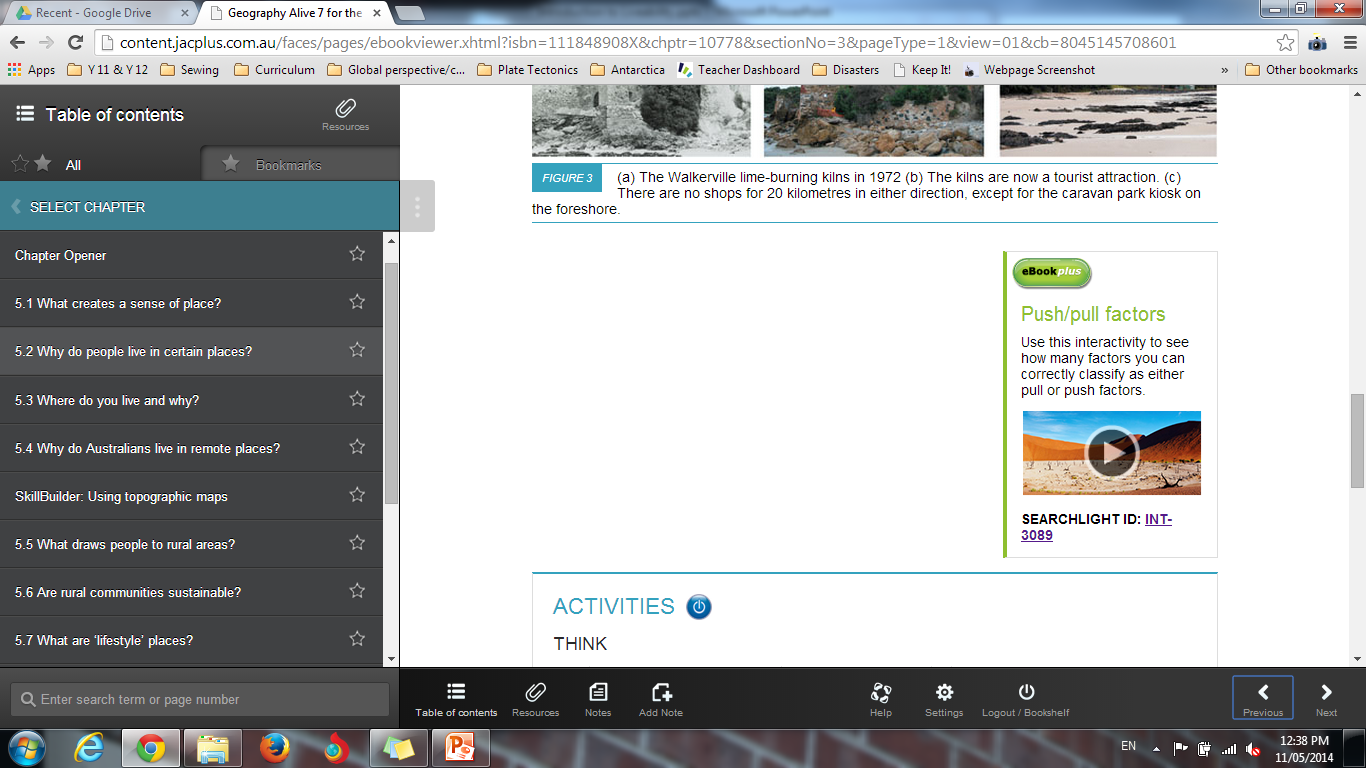 Recent - Google Drive
Geography Alive 7 for the
content.jacplus.com.au/faces/pages/ebookviewer.xhtml?isbn=111848908X&chptr=10778&sectionNo=3&pageType=1&view=01&cb=8045145708601
Apps Y 11 & Y 12 Sewing Curriculum Global perspective/c... Plate Tectonics Antarctica Teacher Dashboard Disasters Keep It! Webpage Screenshot » Other bookmarks
Table of contents
Resources
All
Bookmarks
SELECT CHAPTER
Chapter Opener
5.1 What creates a sense of place?
5.2 Why do people live in certain places?
5.3 Where do you live and why?
5.4 Why do Australians live in remote places?
SkillBuilder: Using topographic maps
5.5 What draws people to rural areas?
5.6 Are rural communities sustainable?
5.7 What are ‘lifestyle’ places?
Enter search term or page number
FIGURE 3 (a) The Walkerville lime-burning kilns in 1972 (b) The kilns are now a tourist attraction. (c)
There are no shops for 20 kilometres in either direction, except for the caravan park kiosk on
the foreshore.
eBook plus
Push/pull factors
Use this interactivity to see
how many factors you can
correctly classify as either
pull or push factors.
SEARCHLIGHT ID: INT-
3089
ACTIVITIES
THINK
Table of contents Resources Notes Add Note Help Settings Logout / Bookshelf Previous Next
EN
12:38 PM
11/05/2014